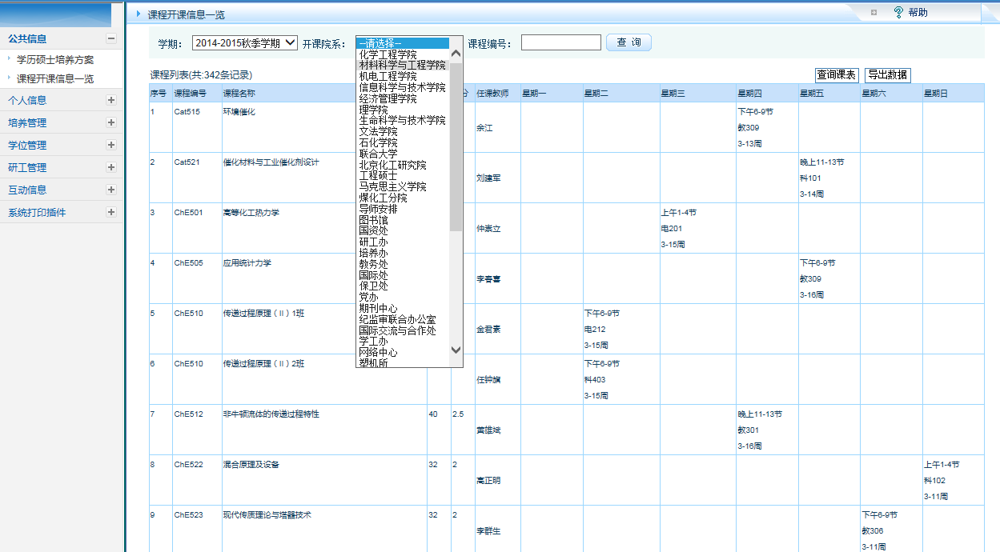 课程开课信息一览
帮助
公共信息
学历硕士培养方案
课程开课信息一览
个人信息
培养管理
学位管理
研工管理
互动信息
系统打印插件
学期： 2014-2015秋季学期 开课院系： --请选择-- 课程编号： 查 询
化学工程学院
材料科学与工程学院
机电工程学院
信息科学与技术学院
经济管理学院
理学院
生命科学与技术学院
文法学院
石化学院
联合大学
北京化工研究院
工程硕士
马克思主义学院
煤化工分院
导师安排
图书馆
国资处
研工办
培养办
教务处
国际处
保卫处
党办
期刊中心
纪监审联合办公室
国际交流与合作处
学工办
网络中心
塑机所
课程列表(共:342条记录) 查询课表 导出数据
序号 课程编号 课程名称 分 任课教师 星期一 星期二 星期三 星期四 星期五 星期六 星期日
1 Cat515 环境催化 余江 下午6-9节
教309
3-13周
2 Cat521 催化材料与工业催化剂设计 刘建军 晚上11-13节
科101
3-14周
3 ChE501 高等化工热力学 仲崇立 上午1-4节
电201
3-15周
4 ChE505 应用统计力学 李春喜 下午6-9节
教309
3-16周
5 ChE510 传递过程原理（II）1班 金君素 下午6-9节
电212
3-15周
6 ChE510 传递过程原理（II）2班 任钟旗 下午6-9节
科403
3-15周
7 ChE512 非牛顿流体的传递过程特性 40 2.5 黄雄斌 晚上11-13节
教301
3-16周
8 ChE522 混合原理及设备 32 2 高正明 上午1-4节
科102
3-11周
9 ChE523 现代传质理论与塔器技术 32 2 李群生 下午6-9节
教306
3-11周